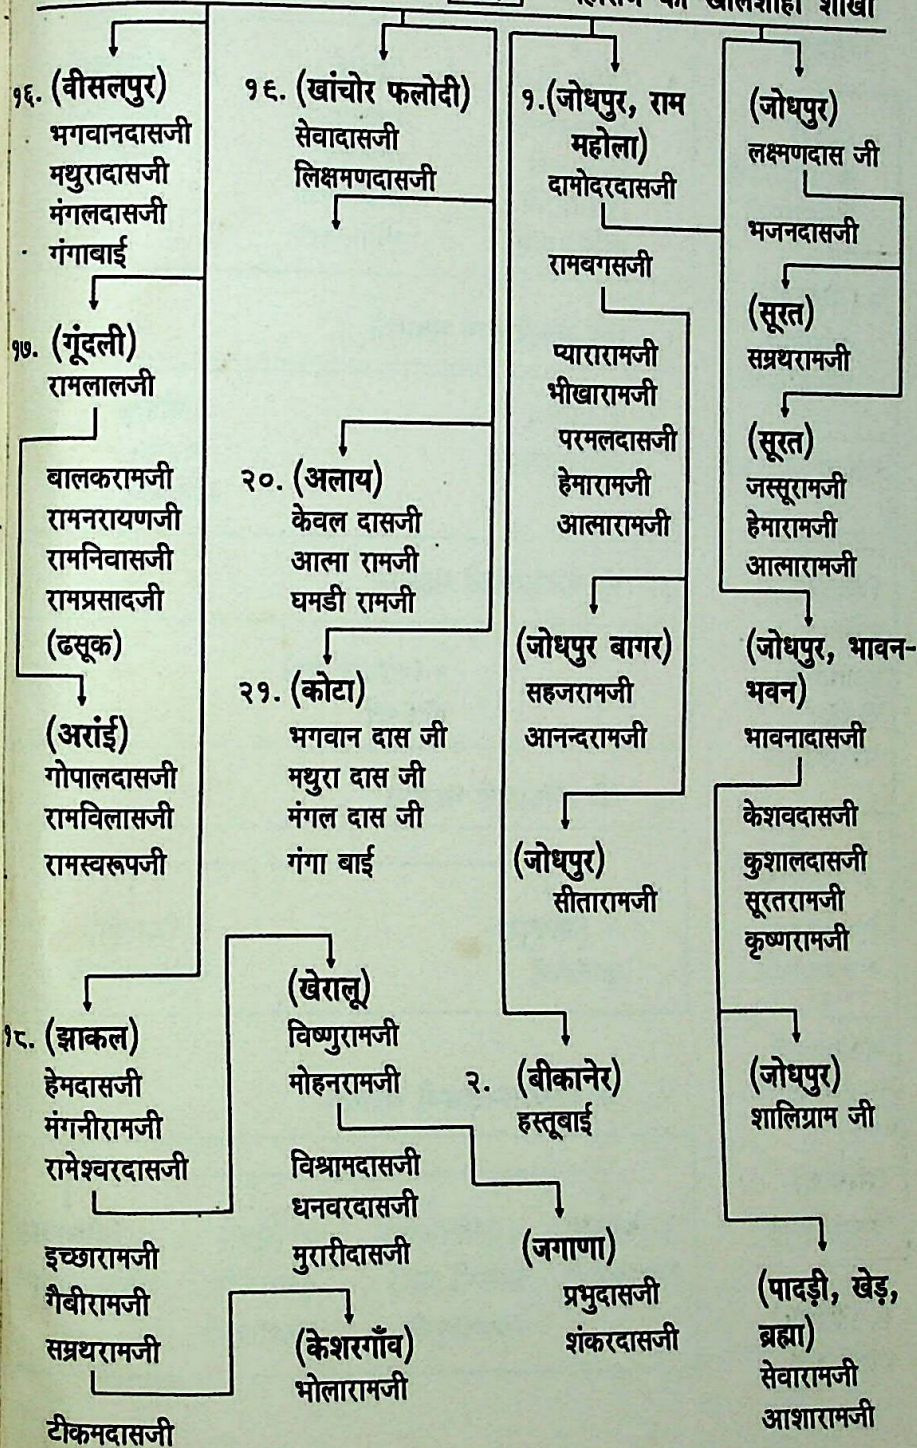 की खालशाही शाखा
१६. (वीसलपुर)
भगवानदासजी
मथुरादासजी
मंगलदासजी
गंगाबाई
१७. (गूंदली)
रामलालजी
बालकरामजी
रामनरायणजी
रामनिवासजी
रामप्रसादजी
(ढसूक)
(अरांई)
गोपालदासजी
रामविलासजी
रामस्वरूपजी
१८. (झाकल)
हेमदासजी
मंगनीरामजी
रामेश्वरदासजी
इच्छारामजी
गैबीरामजी
सम्रथरामजी
टीकमदासजी
१९. (खांचोर फलोदी)
सेवादासजी
लिक्षमणदासजी
२०. (अलाय)
केवल दासजी
आत्मा रामजी
घमडी रामजी
२१. (कोटा)
भगवान दास जी
मथुरा दास जी
मंगल दास जी
गंगा बाई
(खेरालू)
विष्णुरामजी
मोहनरामजी
विश्रामदासजी
धनवरदासजी
मुरारीदासजी
(केशरगाँव)
भोलारामजी
१.(जोधपुर, राम
महोला)
दामोदरदासजी
रामबगसजी
प्यारारामजी
भीखारामजी
परमलदासजी
हेमारामजी
आत्मारामजी
(जोधपुर बागर)
सहजरामजी
आनन्दरामजी
(जोधपुर)
सीतारामजी
२. (बीकानेर)
हस्तूबाई
(जगाणा)
प्रभुदासजी
शंकरदासजी
(जोधपुर)
लक्ष्मणदास जी
भजनदासजी
(सूरत)
सम्रथरामजी
(सूरत)
जस्सूरामजी
हेमारामजी
आत्मारामजी
(जोधपुर, भावन-
भवन)
भावनादासजी
केशवदासजी
कुशालदासजी
सूरतरामजी
कृष्णरामजी
(जोधपुर)
शालिग्राम जी
(पादड़ी, खेड़,
ब्रह्मा)
सेवारामजी
आशारामजी